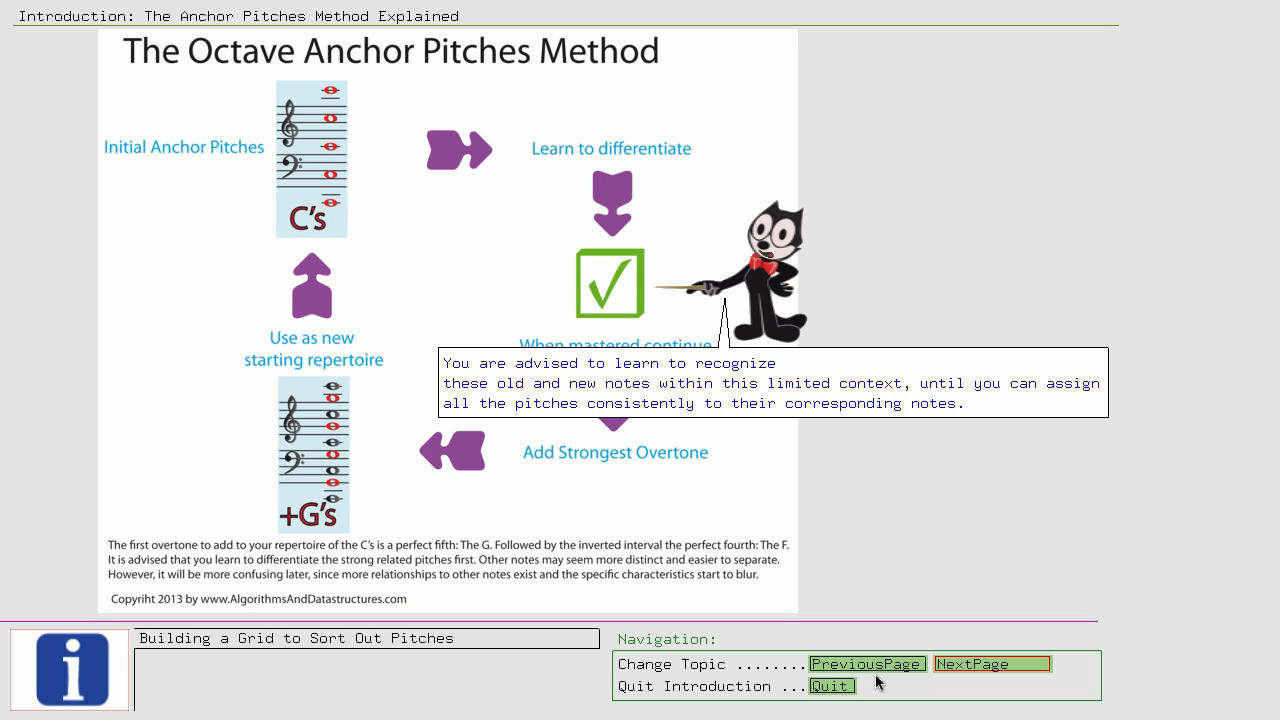 Introduction: The Anchor Pitches Method Explained
The Octave Anchor Pitches Method
Initial Anchor Pitches
C's
Learn to differentiate
When mastered continue
You are advised to learn to recognize
these old and new notes within this limited context, until you can assign
all the pitches consistently to their corresponding notes.
Use as new
starting repertoire
Add Strongest Overtone
+G's
The first overtone to add to your repertoire of the C's is a perfect fifth: The G. Followed by the inverted interval the perfect fourth: The F.
It is advised that you learn to differentiate the strong related pitches first. Other notes may seem more distinct and easier to separate.
However, it will be more confusing later, since more relationships to other notes exist and the specific characteristics start to blur.
Copyriht 2013 by www.AlgorithmsAndDatastructures.com
Building a Grid to Sort Out Pitches
Navigation:
Change Topic ........PreviousPage NextPage
Quit Introduction ...Quit